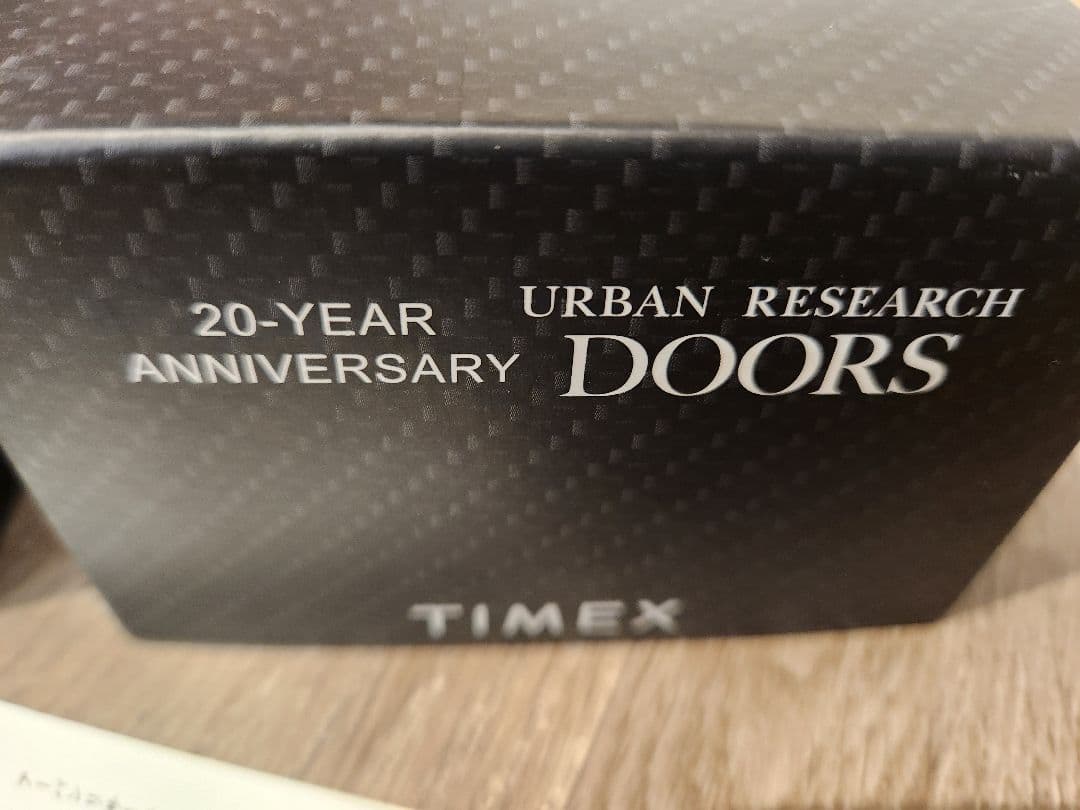 20-YEAR
ANNIVERSARY
URBAN RESEARCH
DOORS
TIMEX